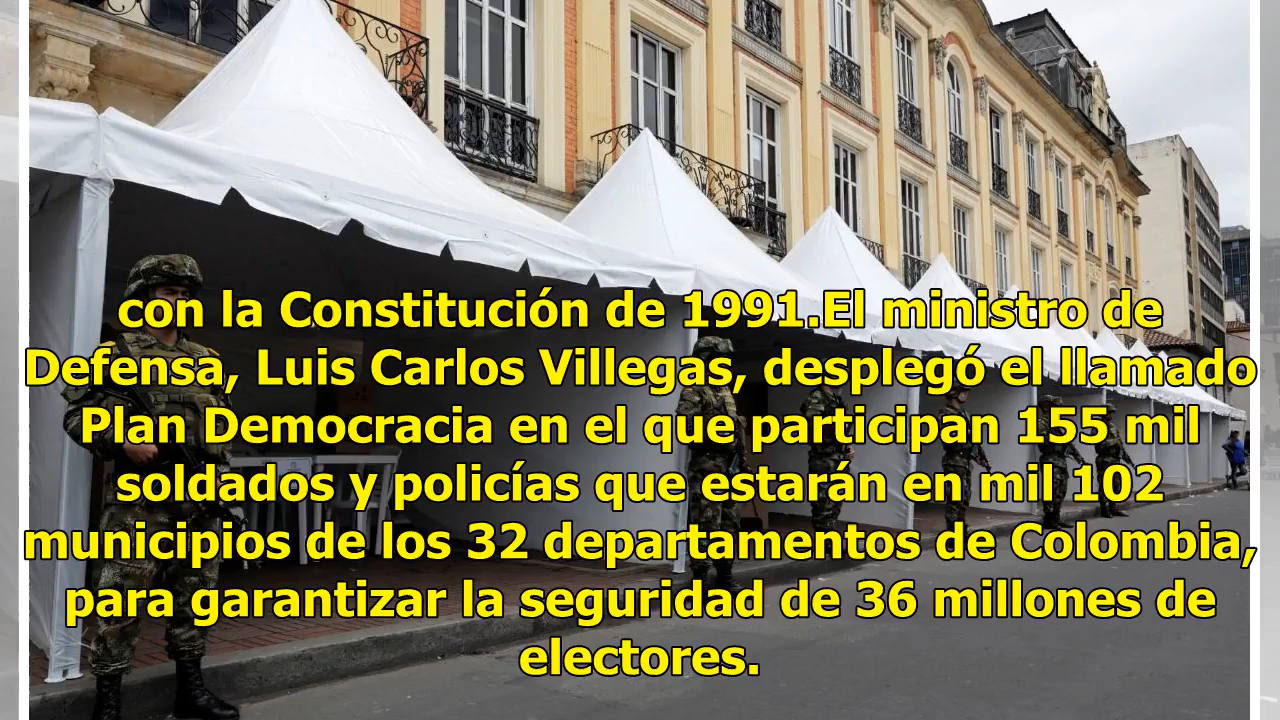 con la Constitución de 1991.El ministro de
Defensa, Luis Carlos Villegas, desplegó el llamado
Plan Democracia en el que participan 155 mil
soldados y policías que estarán en mil 102
municipios de los 32 departamentos de Colombia,
para garantizar la seguridad de 36 millones de
electores.